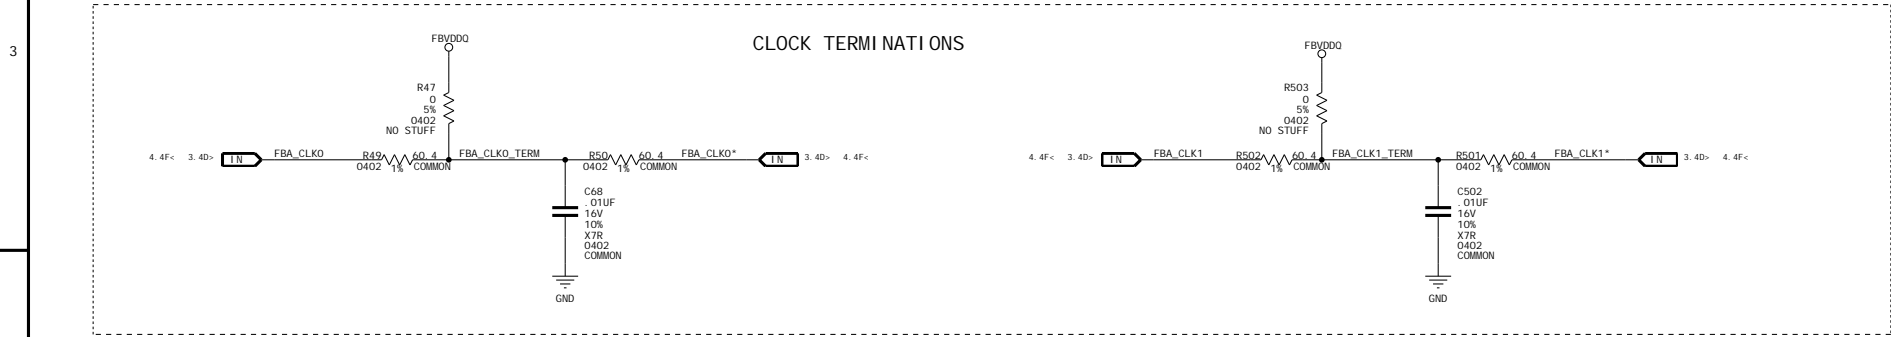 3
CLOCK TERMINATIONS
FBVDDQ
R47
0
5%
0402
NO STUFF
4.4F< 3.4D> IN FBA_CLK0 R49 60.4 FBA_CLK0_TERM R50 60.4 FBA_CLK0* IN 3.4D> 4.4F<
0402 1% COMMON 0402 1% COMMON
C68
.01UF
16V
10%
X7R
0402
COMMON
GND
FBVDDQ
R503
0
5%
0402
NO STUFF
4.4F< 3.4D> IN FBA_CLK1 R502 60.4 FBA_CLK1_TERM R501 60.4 FBA_CLK1* IN 3.4D> 4.4F<
0402 1% COMMON 0402 1% COMMON
C502
.01UF
16V
10%
X7R
0402
COMMON
GND